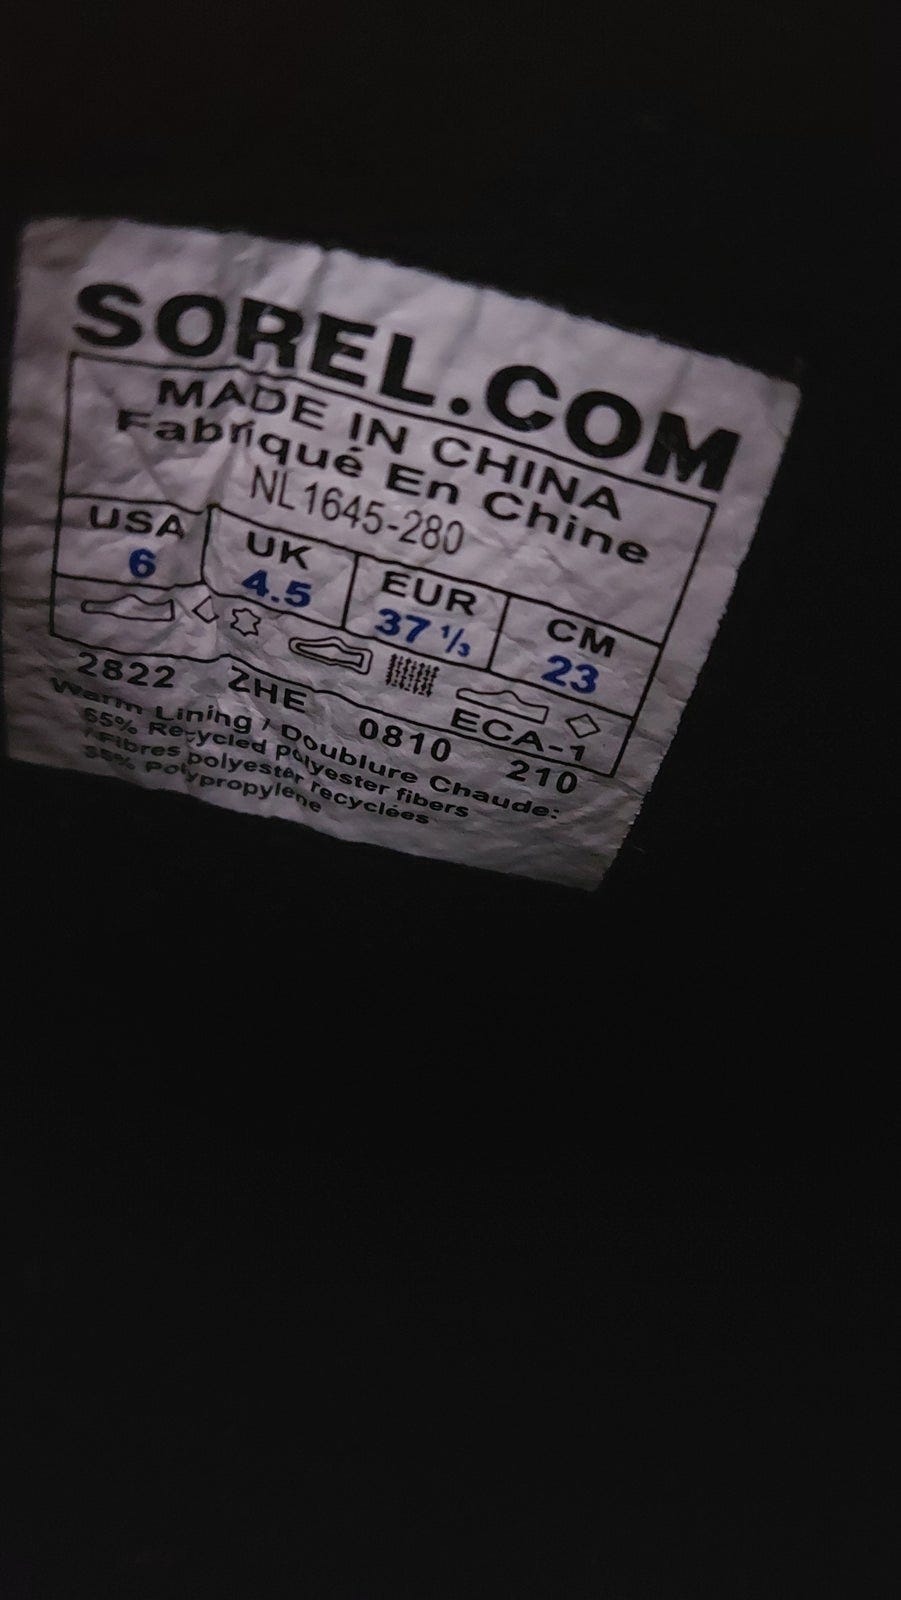 SOREL.COM
MADE IN CHINA
Fabriqué En Chine
NL1645-280
USA UK EUR CM
6 4.5 37 ⅓ 23
2822 ZHE 0810 ECA-1 210
Warm Lining / Doublure Chaude:
65% Recycled polyester fibers
/ Fibres polyester recyclées
35% Polypropylene